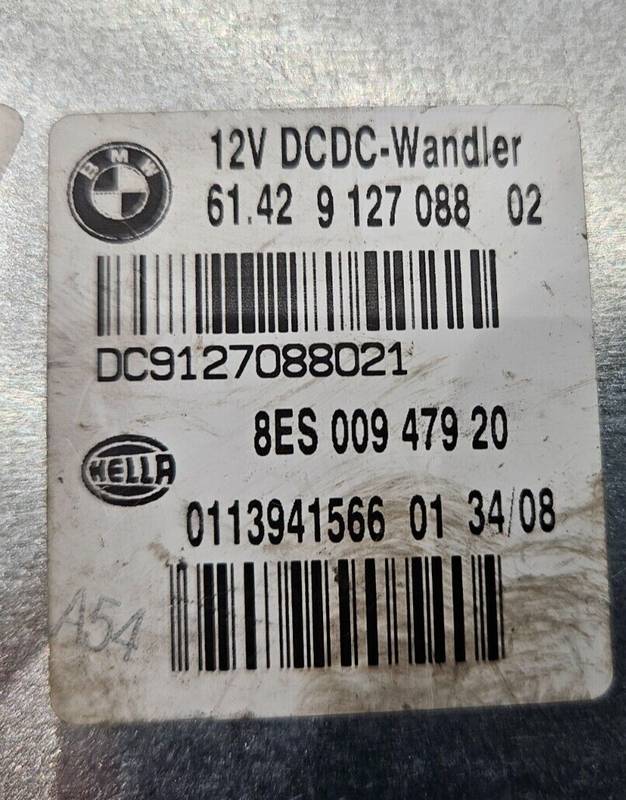 BMW
12V DCDC-Wandler
61.42 9 127 088 02
DC9127088021
8ES 009 479 20
HELLA
0113941566 01 34/08
A54